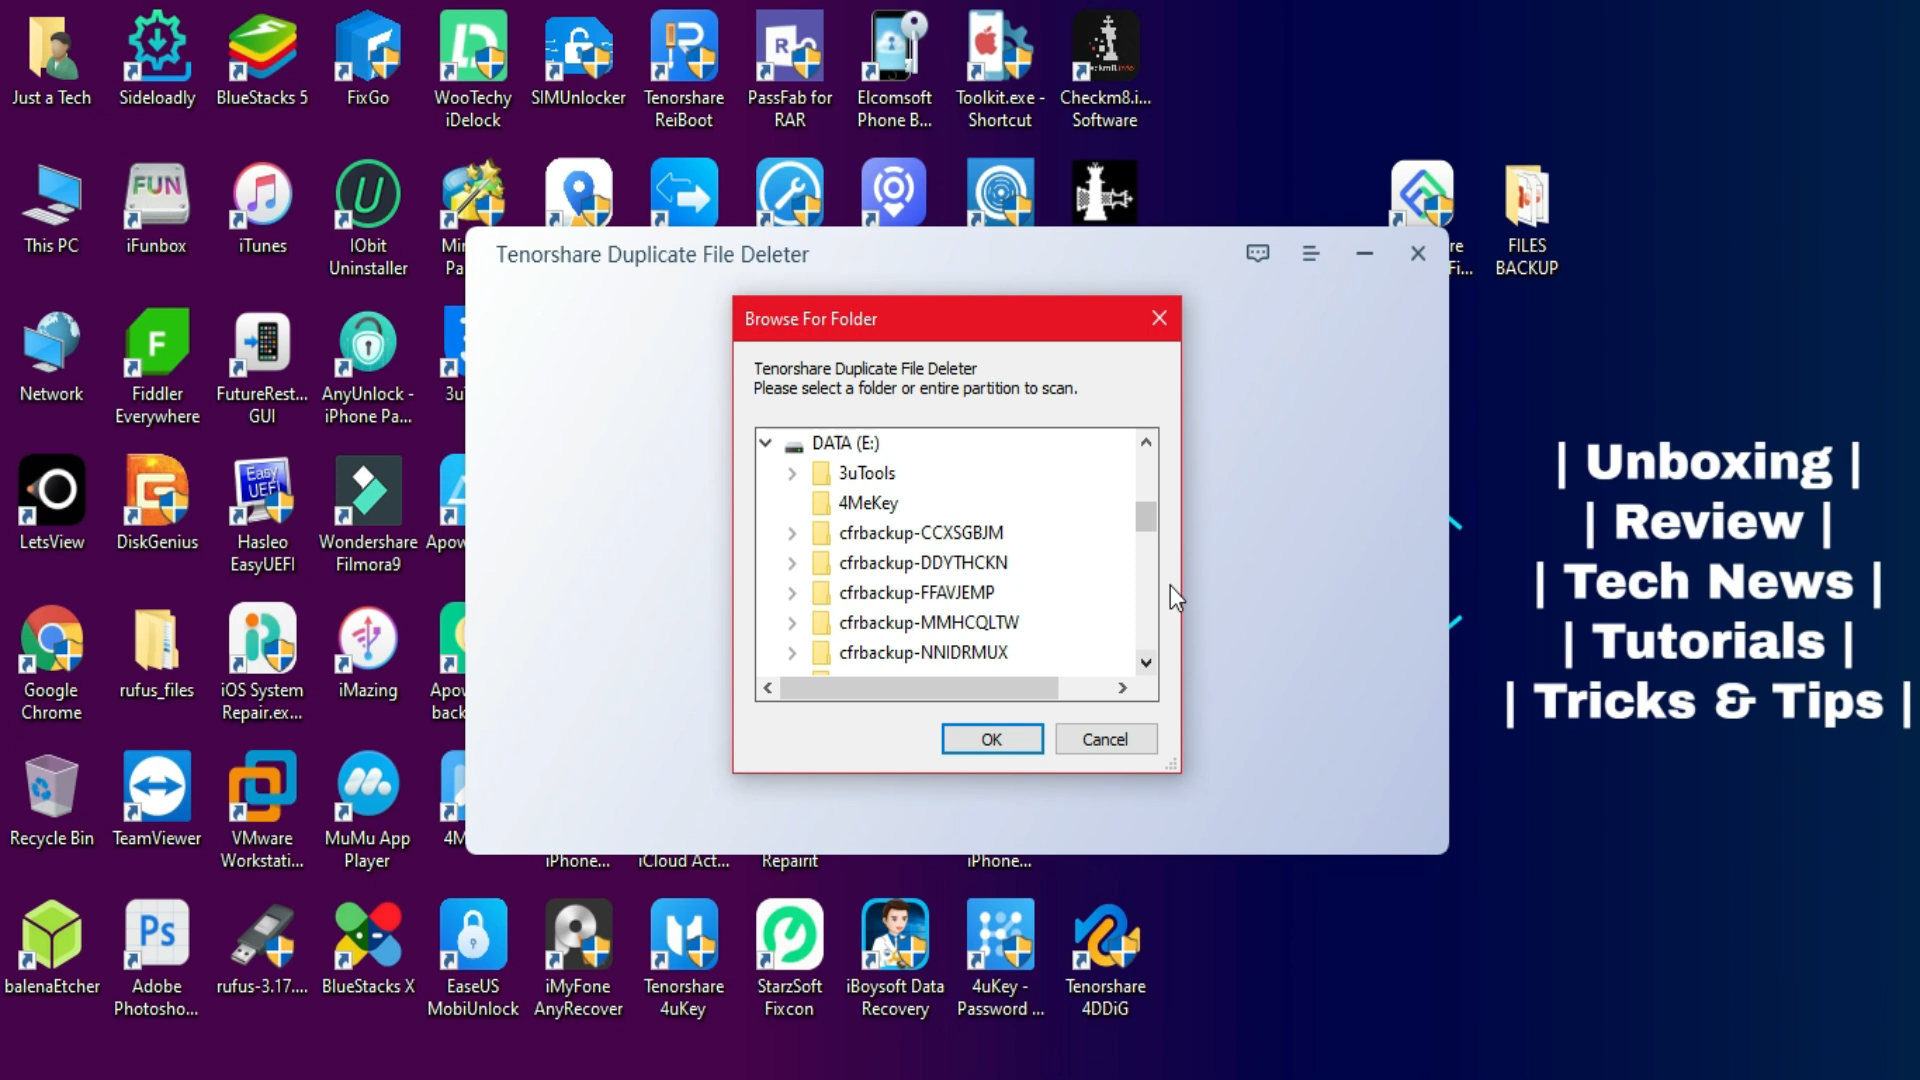 Just a Tech
Sideloadly
BlueStacks 5
FixGo
WooTechy
iDelock
SIMUnlocker
Tenorshare
ReiBoot
PassFab for
RAR
Elcomsoft
Phone B...
Toolkit.exe -
Shortcut
Checkm8.i...
Software
This PC
FUN
iFunbox
iTunes
IObit
Uninstaller
FILES
BACKUP
Tenorshare Duplicate File Deleter
Browse For Folder
Tenorshare Duplicate File Deleter
Please select a folder or entire partition to scan.
DATA (E:)
3uTools
4MeKey
cfrbackup-CCXSGBJM
cfrbackup-DDYTHCKN
cfrbackup-FFAVJEMP
cfrbackup-MMHCQLTW
cfrbackup-NNIDRMUX
OK
Cancel
Network
Fiddler
Everywhere
FutureRest...
GUI
AnyUnlock -
iPhone Pa...
LetsView
DiskGenius
Easy
UEFI
Hasleo
EasyUEFI
Wondershare
Filmora9
Google
Chrome
rufus_files
iOS System
Repair.ex...
iMazing
Recycle Bin
TeamViewer
VMware
Workstati...
MuMu App
Player
iPhone...
iCloud Act...
Repairit
iPhone...
balenaEtcher
Ps
Adobe
Photosho...
rufus-3.17....
BlueStacks X
EaseUS
MobiUnlock
iMyFone
AnyRecover
Tenorshare
4uKey
StarzSoft
Fixcon
iBoysoft Data
Recovery
4uKey -
Password ...
Tenorshare
4DDiG
| Unboxing |
| Review |
| Tech News |
| Tutorials |
| Tricks & Tips |